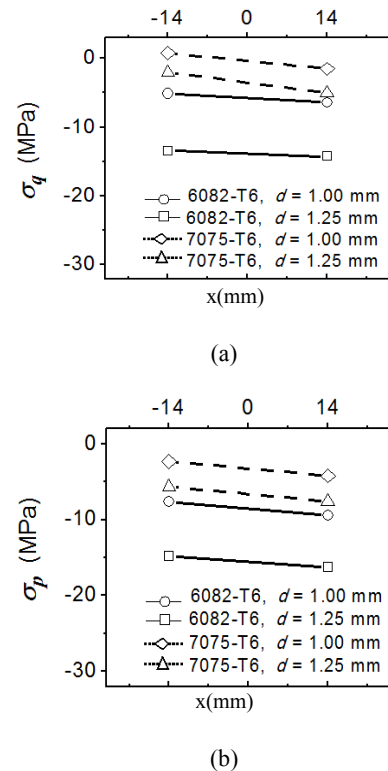 (a)
-14 0 14
0
-10
-20
-30
σq (MPa)
6082-T6, d = 1.00 mm
6082-T6, d = 1.25 mm
7075-T6, d = 1.00 mm
7075-T6, d = 1.25 mm
x(mm)
(a)
-14 0 14
0
-10
-20
-30
σp (MPa)
6082-T6, d = 1.00 mm
6082-T6, d = 1.25 mm
7075-T6, d = 1.00 mm
7075-T6, d = 1.25 mm
x(mm)
(b)